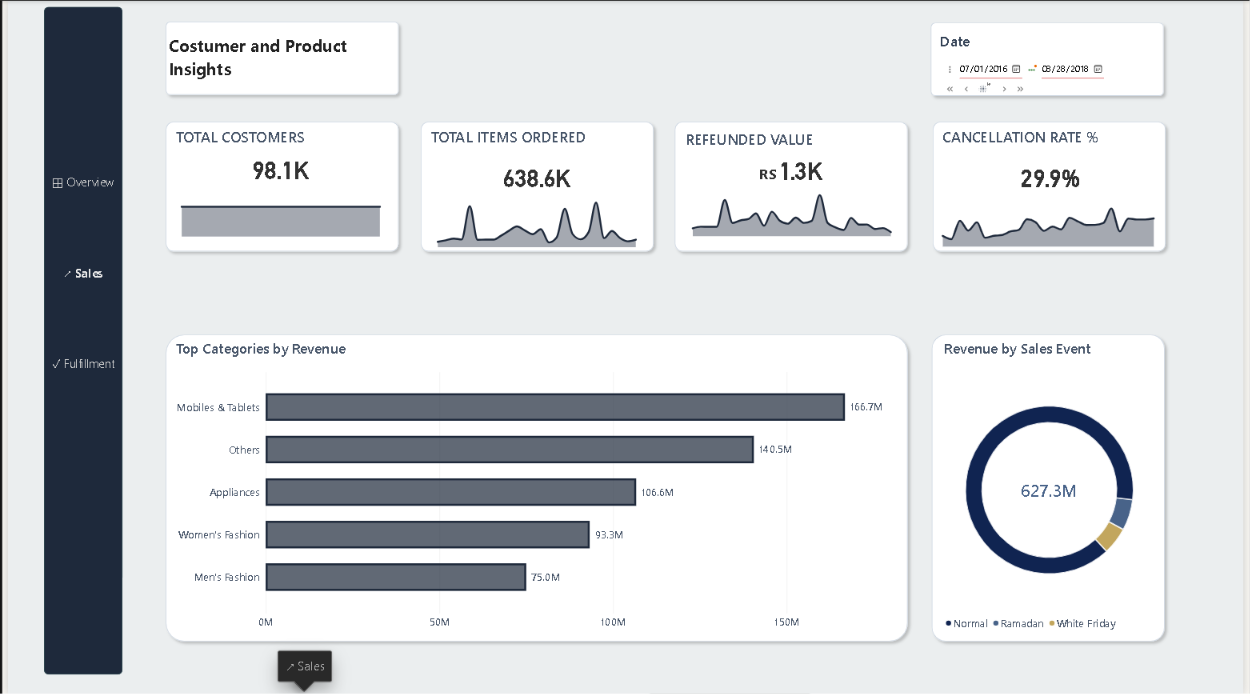 Costumer and Product
Insights
Date
07/01/2016
08/28/2018
TOTAL COSTOMERS
98.1K
TOTAL ITEMS ORDERED
638.6K
REFEUNDED VALUE
RS 1.3K
CANCELLATION RATE %
29.9%
Overview
Sales
Fulfillment
Top Categories by Revenue
Mobiles & Tablets 166.7M
Others 140.5M
Appliances 106.6M
Women's Fashion 93.3M
Men's Fashion 75.0M
0M 50M 100M 150M
Revenue by Sales Event
627.3M
Normal Ramadan White Friday
Sales